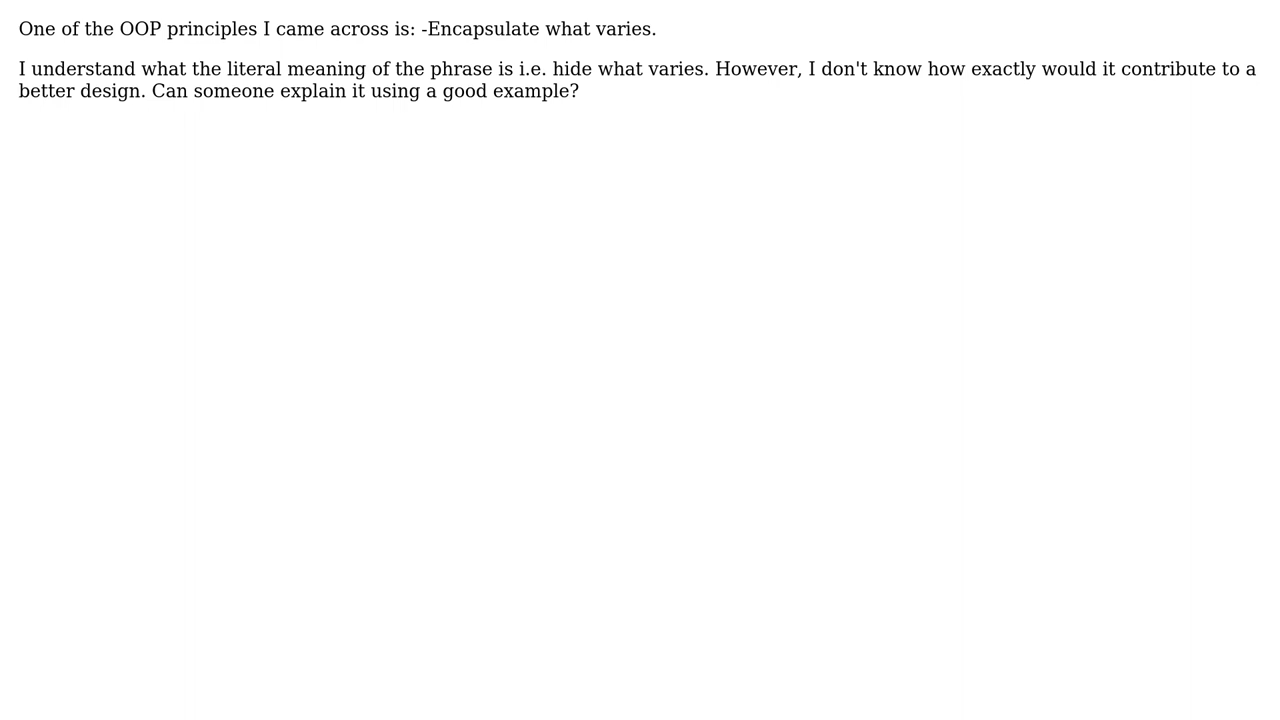 One of the OOP principles I came across is: -Encapsulate what varies.
I understand what the literal meaning of the phrase is i.e. hide what varies. However, I don't know how exactly would it contribute to a
better design. Can someone explain it using a good example?